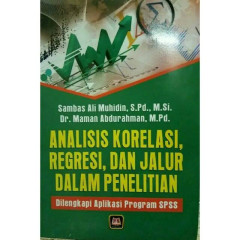 Sambas Ali Muhidin, S.Pd., M.Si.
Dr. Maman Abdurahman, M.Pd.
ANALISIS KORELASI,
REGRESI, DAN JALUR
DALAM PENELITIAN
Dilengkapi Aplikasi Program SPSS